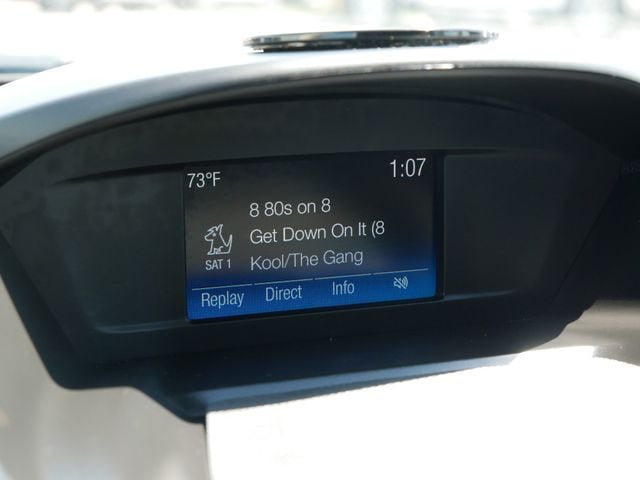 73°F 1:07
8 80s on 8
Get Down On It (8
SAT 1 Kool/The Gang
Replay Direct Info